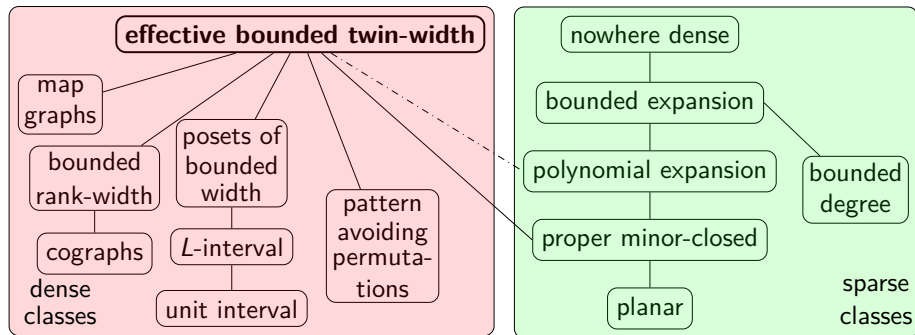 effective bounded twin-width
map
graphs
bounded
rank-width
cographs
posets of
bounded
width
L-interval
unit interval
pattern
avoiding
permuta-
tions
dense
classes
nowhere dense
bounded expansion
polynomial expansion
bounded
degree
proper minor-closed
planar
sparse
classes